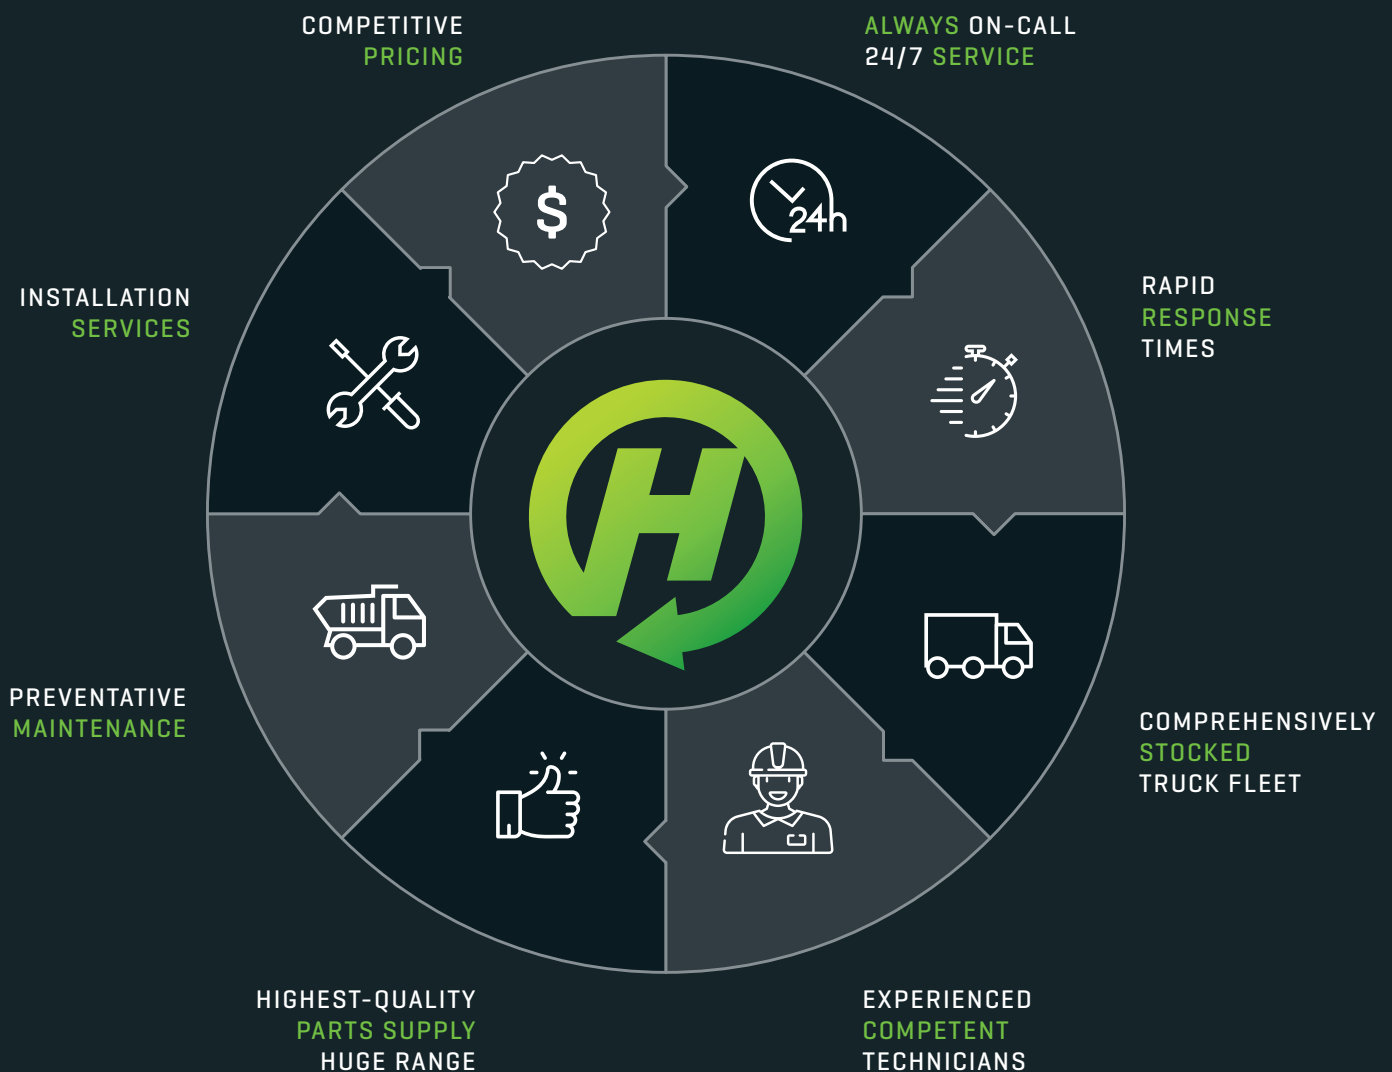 COMPETITIVE
PRICING
ALWAYS ON-CALL
24/7 SERVICE
$
24h
INSTALLATION
SERVICES
RAPID
RESPONSE
TIMES
H
PREVENTATIVE
MAINTENANCE
COMPREHENSIVELY
STOCKED
TRUCK FLEET
HIGHEST-QUALITY
PARTS SUPPLY
HUGE RANGE
EXPERIENCED
COMPETENT
TECHNICIANS